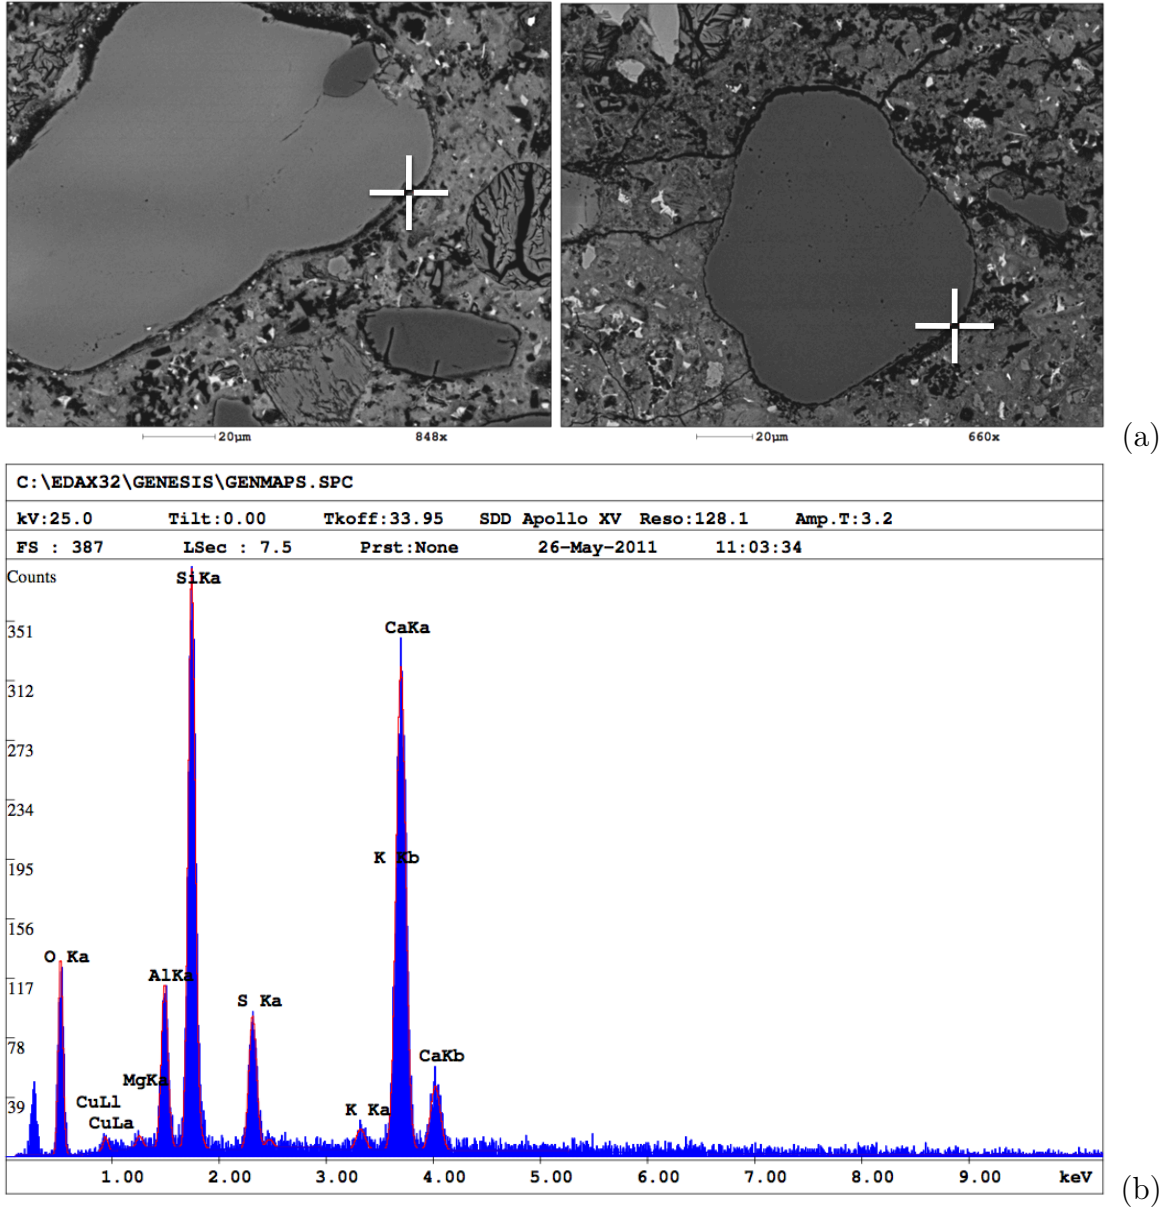 20µm 848x 20µm 660x (a)
C:\EDAX32\GENESIS\GENMAPS.SPC
kV:25.0 Tilt:0.00 Tkoff:33.95 SDD Apollo XV Reso:128.1 Amp.T:3.2
FS : 387 LSec : 7.5 Prst:None 26-May-2011 11:03:34
Counts
SiKa
CaKa
351
312
273
234
K Kb
195
156
O Ka
AlKa
117
S Ka
78
CaKb
MgKa
39
CuLl
K Ka
CuLa
1.00 2.00 3.00 4.00 5.00 6.00 7.00 8.00 9.00 keV
(b)